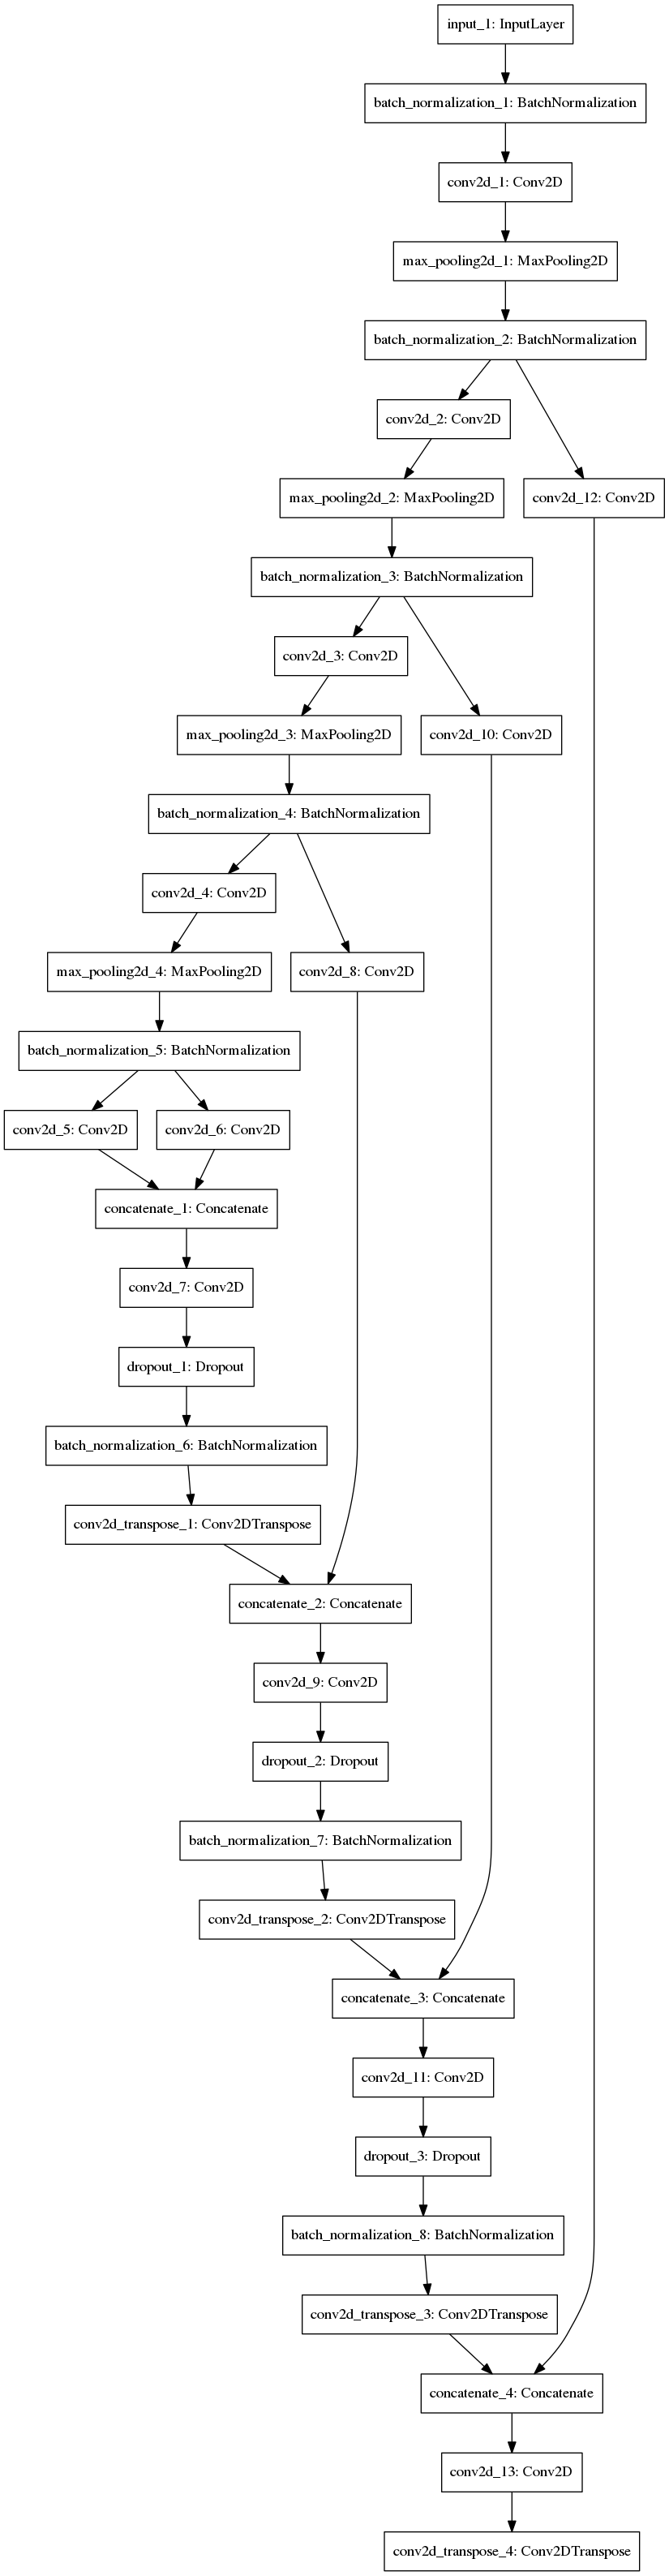 input_1: InputLayer
batch_normalization_1: BatchNormalization
conv2d_1: Conv2D
max_pooling2d_1: MaxPooling2D
batch_normalization_2: BatchNormalization
conv2d_2: Conv2D
max_pooling2d_2: MaxPooling2D
conv2d_12: Conv2D
batch_normalization_3: BatchNormalization
conv2d_3: Conv2D
max_pooling2d_3: MaxPooling2D
conv2d_10: Conv2D
batch_normalization_4: BatchNormalization
conv2d_4: Conv2D
max_pooling2d_4: MaxPooling2D
conv2d_8: Conv2D
batch_normalization_5: BatchNormalization
conv2d_5: Conv2D
conv2d_6: Conv2D
concatenate_1: Concatenate
conv2d_7: Conv2D
dropout_1: Dropout
batch_normalization_6: BatchNormalization
conv2d_transpose_1: Conv2DTranspose
concatenate_2: Concatenate
conv2d_9: Conv2D
dropout_2: Dropout
batch_normalization_7: BatchNormalization
conv2d_transpose_2: Conv2DTranspose
concatenate_3: Concatenate
conv2d_11: Conv2D
dropout_3: Dropout
batch_normalization_8: BatchNormalization
conv2d_transpose_3: Conv2DTranspose
concatenate_4: Concatenate
conv2d_13: Conv2D
conv2d_transpose_4: Conv2DTranspose